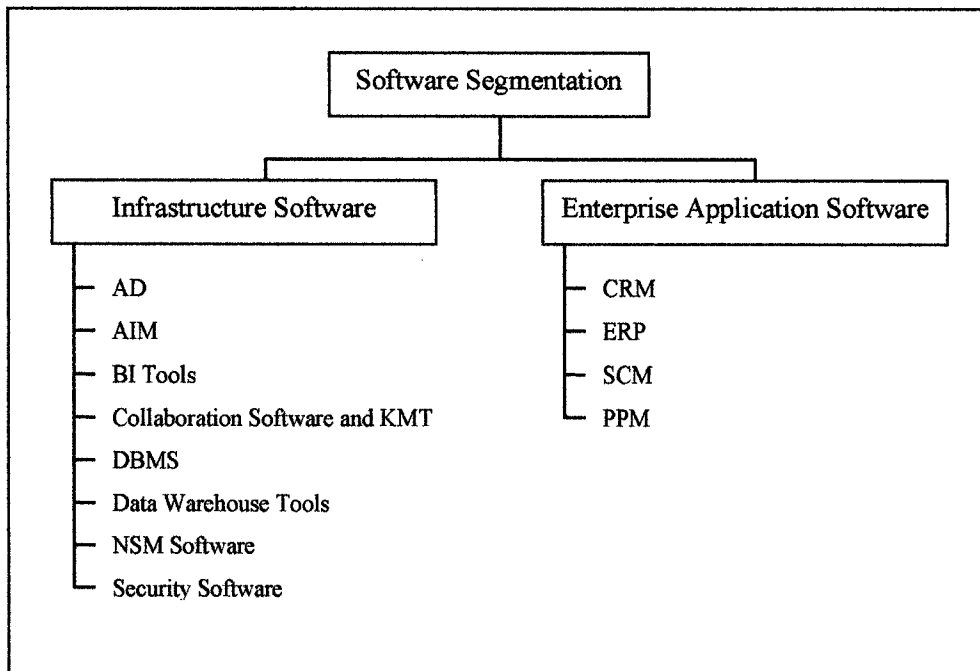 Software Segmentation
Infrastructure Software
AD
AIM
BI Tools
Collaboration Software and KMT
DBMS
Data Warehouse Tools
NSM Software
Security Software
Enterprise Application Software
CRM
ERP
SCM
PPM